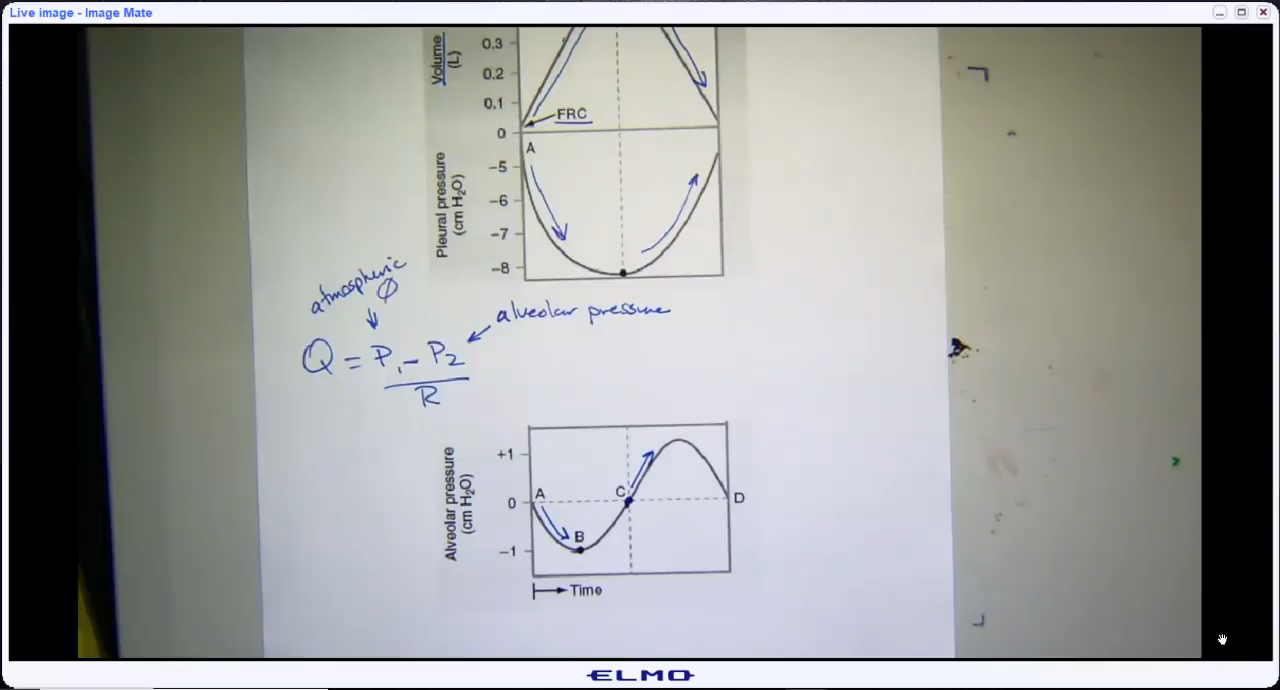 Live image - Image Mate
Volume
(L)
0.3
0.2
0.1
0
FRC
A
Pleural pressure
(cm H₂O)
-5
-6
-7
-8
atmospheric
Ø
alveolar pressure
Q = P₁ - P₂
R
Alveolar pressure
(cm H₂O)
+1
0
-1
A
B
C
D
Time
ELMO